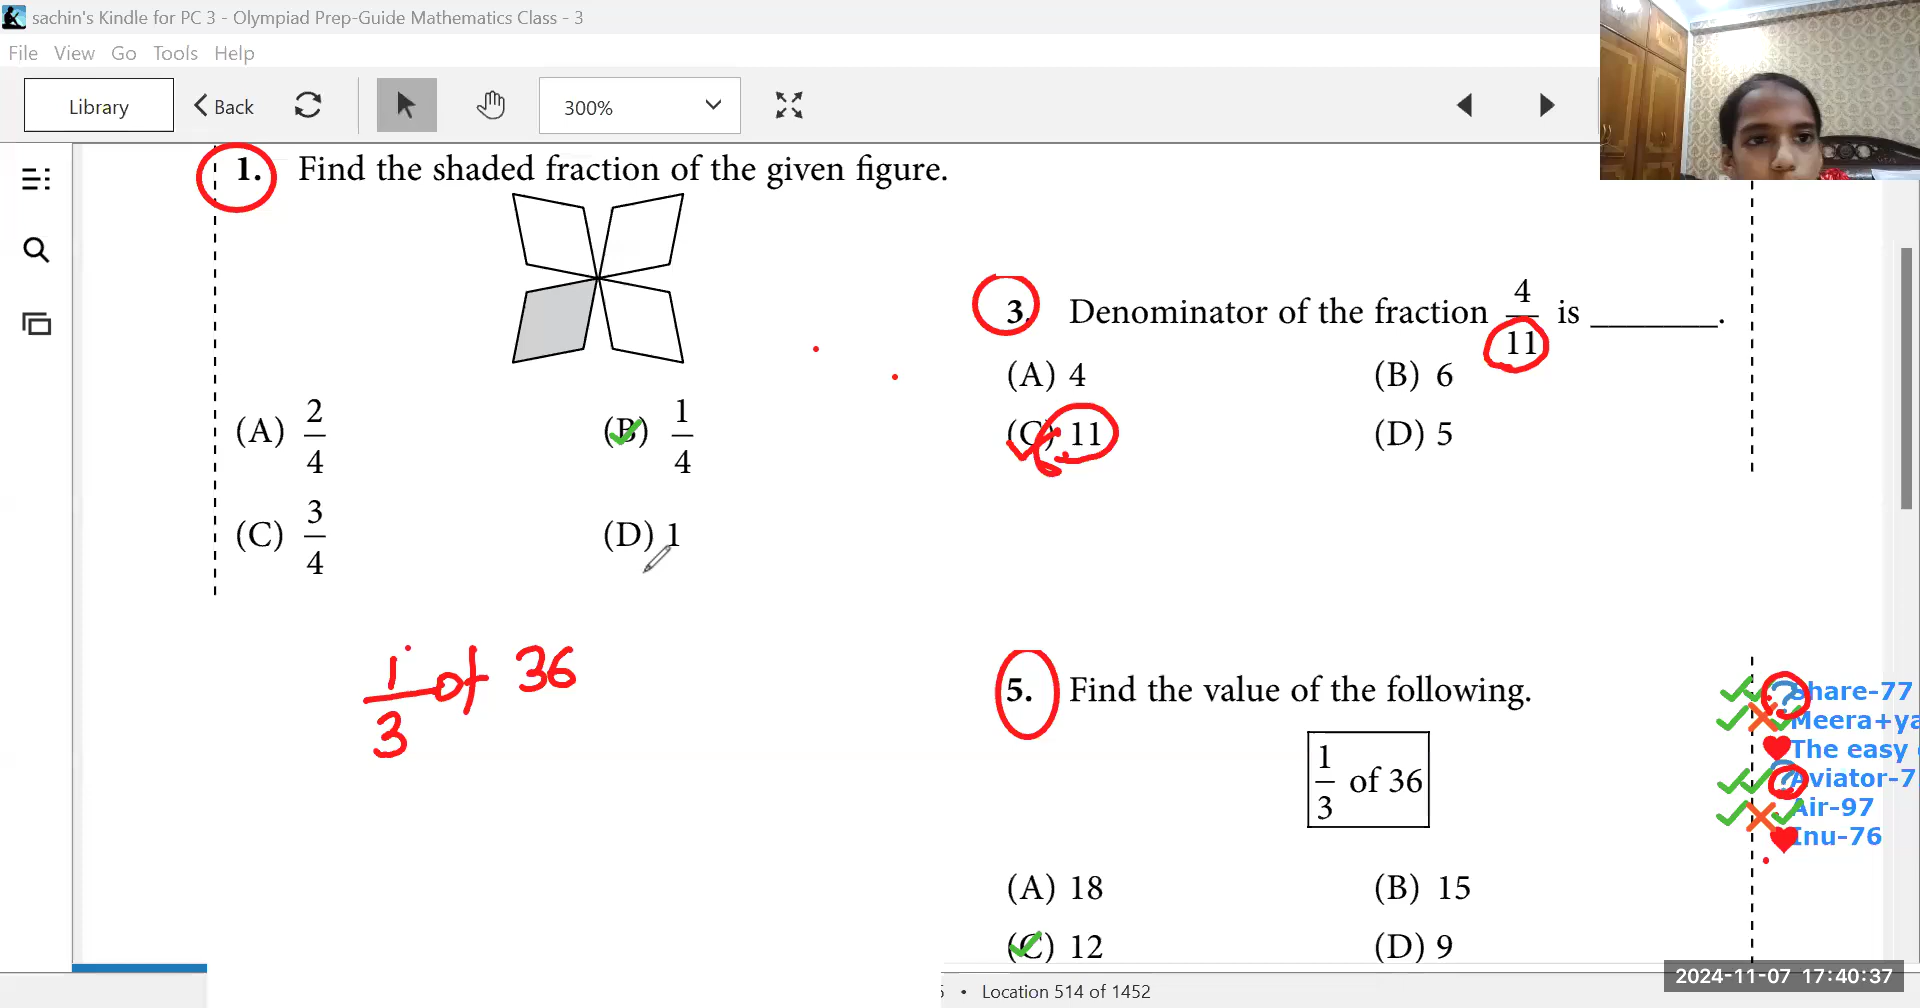 sachin's Kindle for PC 3 - Olympiad Prep-Guide Mathematics Class - 3
File View Go Tools Help
Library Back 300%
1. Find the shaded fraction of the given figure.
(A) 2/4 (B) 1/4
(C) 3/4 (D) 1
1/3 of 36
3. Denominator of the fraction 4/11 is ________.
(A) 4 (B) 6
(C) 11 (D) 5
5. Find the value of the following.
1/3 of 36
(A) 18 (B) 15
(C) 12 (D) 9
Share-77
Meera+ya
The easy
Aviator-7
Air-97
Inu-76
2024-11-07 17:40:37
• Location 514 of 1452